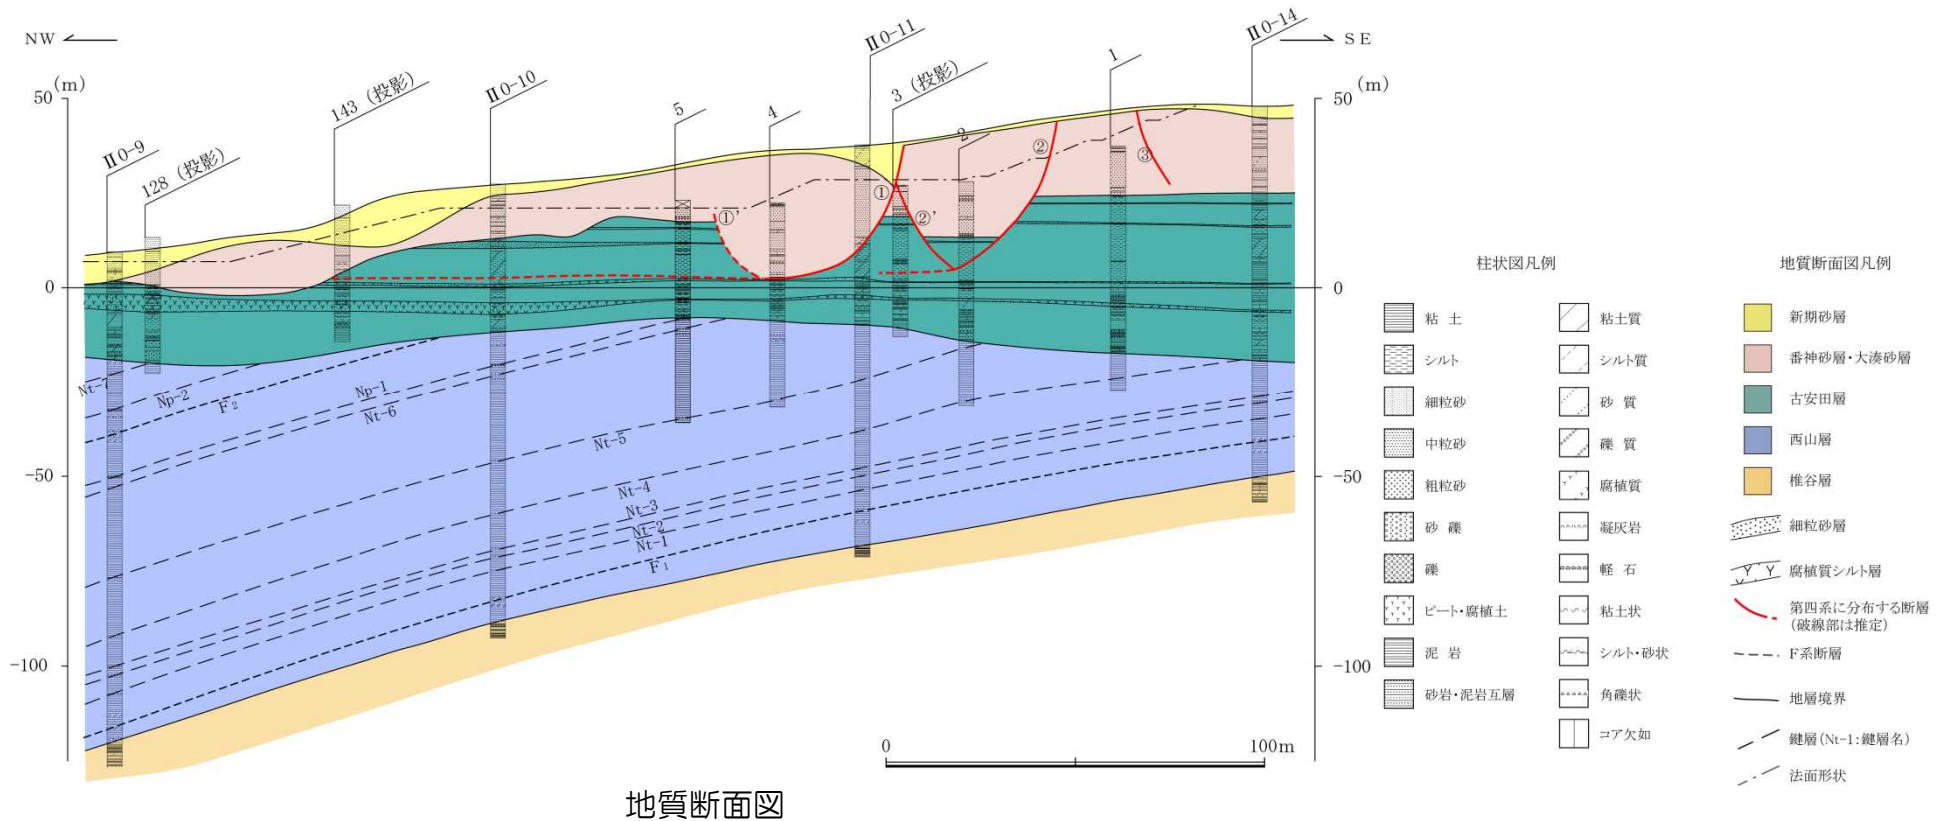 NW
SE
(m)
(m)
50
0
-50
-100
50
0
-50
-100
ⅡO-9
128 (投影)
143 (投影)
ⅡO-10
5
4
ⅡO-11
3 (投影)
2
1
ⅡO-14
①'
①
②'
②
③
Nt-7
Np-2
F2
Np-1
Nt-6
Nt-5
Nt-4
Nt-3
Nt-2
Nt-1
F1
0
100m
地質断面図
柱状図凡例
粘土
シルト
細粒砂
中粒砂
粗粒砂
砂礫
礫
ピート・腐植土
泥岩
砂岩・泥岩互層
粘土質
シルト質
砂質
礫質
腐植質
凝灰岩
軽石
粘土状
シルト・砂状
角礫状
コア欠如
地質断面図凡例
新期砂層
番神砂層・大湊砂層
古安田層
西山層
椎谷層
細粒砂層
腐植質シルト層
第四系に分布する断層
(破線部は推定)
F系断層
地層境界
鍵層(Nt-1:鍵層名)
法面形状